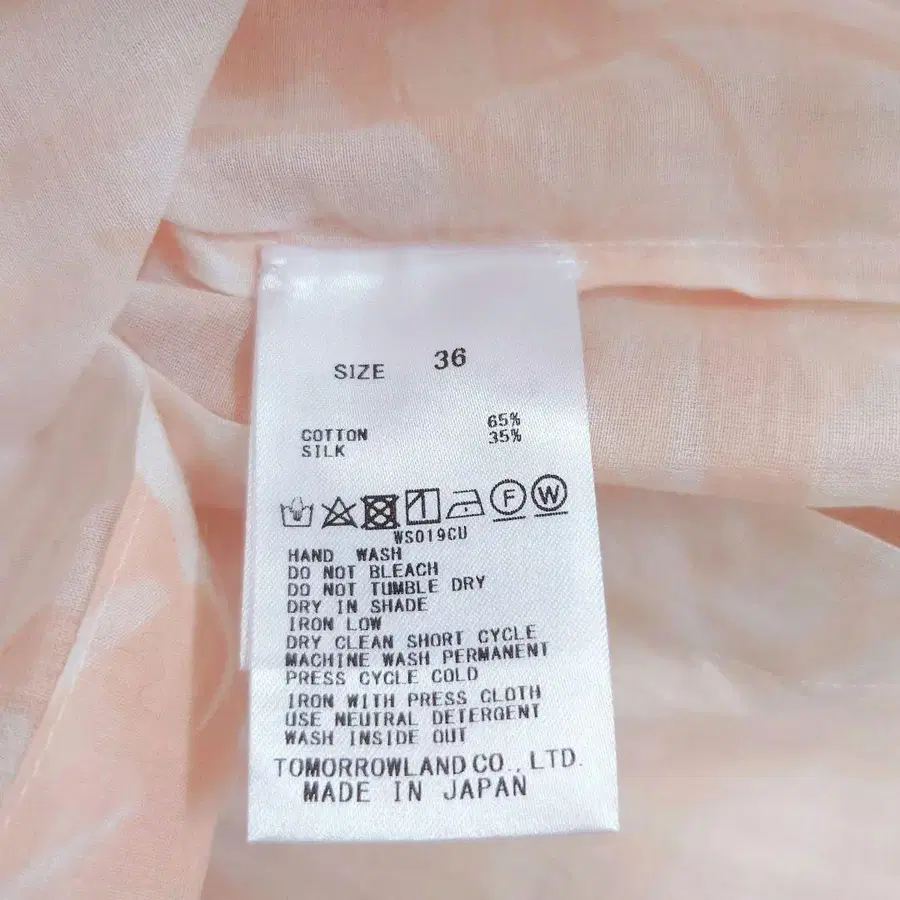 SIZE 36
COTTON 65%
SILK 35%
F W
WS019CU
HAND WASH
DO NOT BLEACH
DO NOT TUMBLE DRY
DRY IN SHADE
IRON LOW
DRY CLEAN SHORT CYCLE
MACHINE WASH PERMANENT
PRESS CYCLE COLD
IRON WITH PRESS CLOTH
USE NEUTRAL DETERGENT
WASH INSIDE OUT
TOMORROWLAND CO., LTD.
MADE IN JAPAN